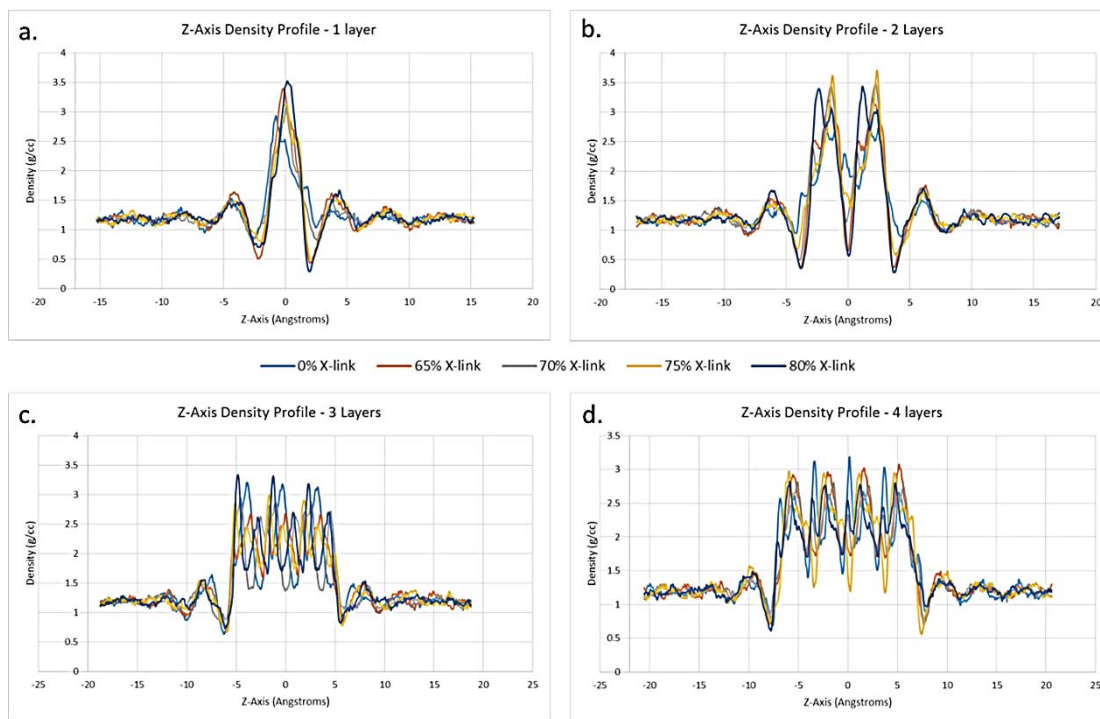 a.
Z-Axis Density Profile - 1 layer
Density (g/cc)
4
3.5
3
2.5
2
1.5
1
0.5
0
-20 -15 -10 -5 0 5 10 15 20
Z-Axis (Angstroms)
b.
Z-Axis Density Profile - 2 Layers
Density (g/cc)
4
3.5
3
2.5
2
1.5
1
0.5
0
-20 -15 -10 -5 0 5 10 15 20
Z-Axis (Angstroms)
0% X-link 65% X-link 70% X-link 75% X-link 80% X-link
c.
Z-Axis Density Profile - 3 Layers
Density (g/cc)
4
3.5
3
2.5
2
1.5
1
0.5
0
-25 -20 -15 -10 -5 0 5 10 15 20 25
Z-Axis (Angstroms)
d.
Z-Axis Density Profile - 4 layers
Density (g/cc)
3.5
3
2.5
2
1.5
1
0.5
0
-25 -20 -15 -10 -5 0 5 10 15 20 25
Z-Axis (Angstroms)